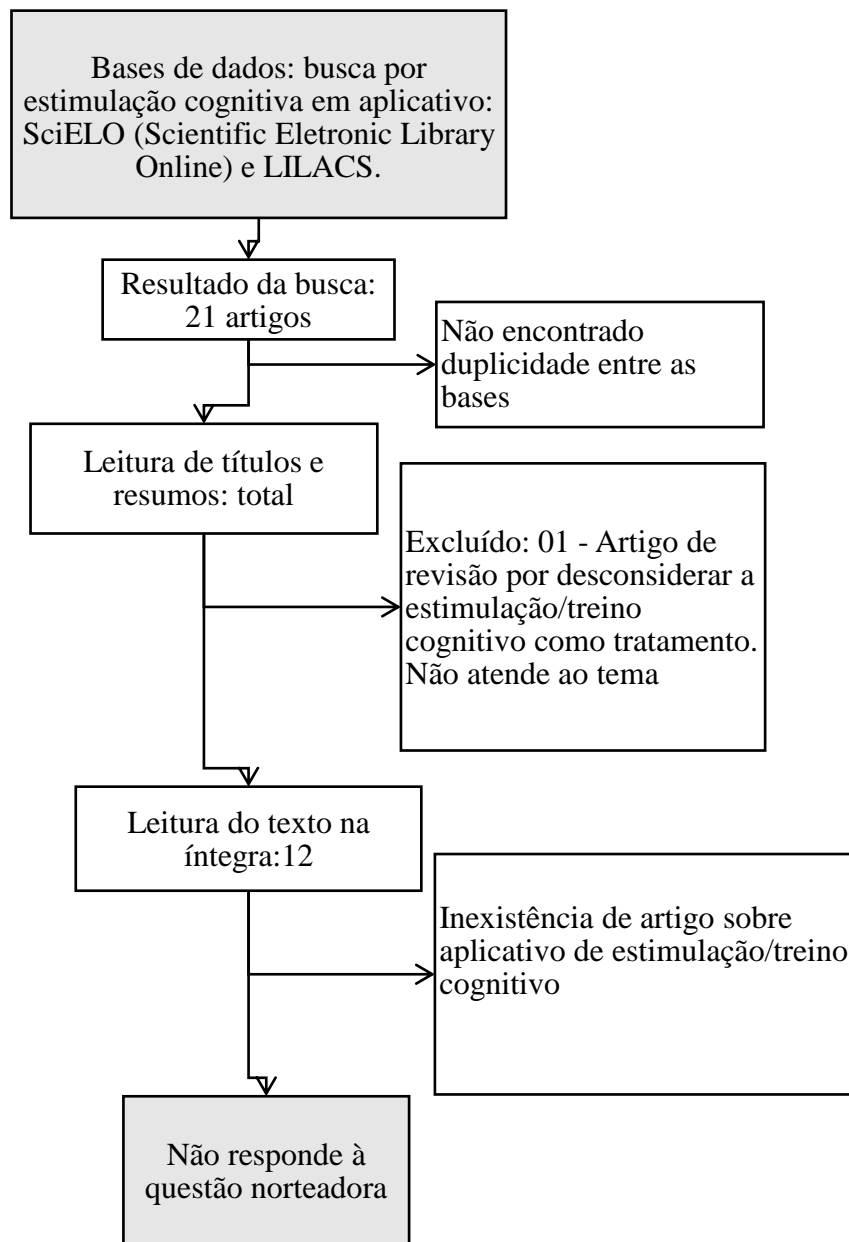 Bases de dados: busca por
estimulação cognitiva em aplicativo:
SciELO (Scientific Eletronic Library
Online) e LILACS.
Resultado da busca:
21 artigos
Não encontrado
duplicidade entre as
bases
Leitura de títulos e
resumos: total
Excluído: 01 - Artigo de
revisão por desconsiderar a
estimulação/treino
cognitivo como tratamento.
Não atende ao tema
Leitura do texto na
íntegra:12
Inexistência de artigo sobre
aplicativo de estimulação/treino
cognitivo
Não responde à
questão norteadora